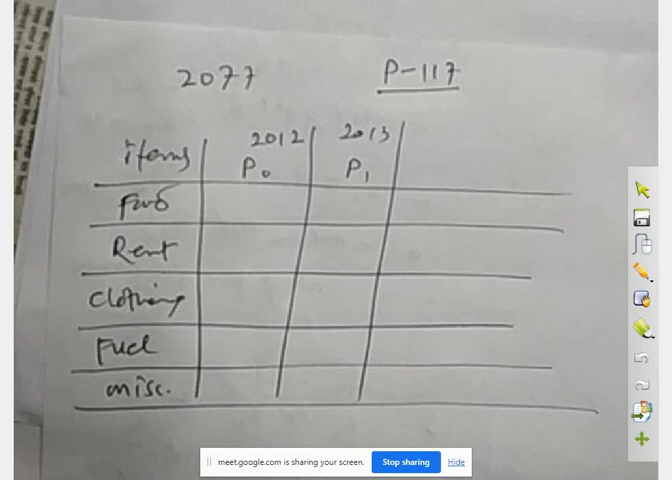 2077 P-117
items 2012 P₀ 2013 P₁
Food
Rent
Clothing
Fuel
misc.
meet.google.com is sharing your screen. Stop sharing Hide